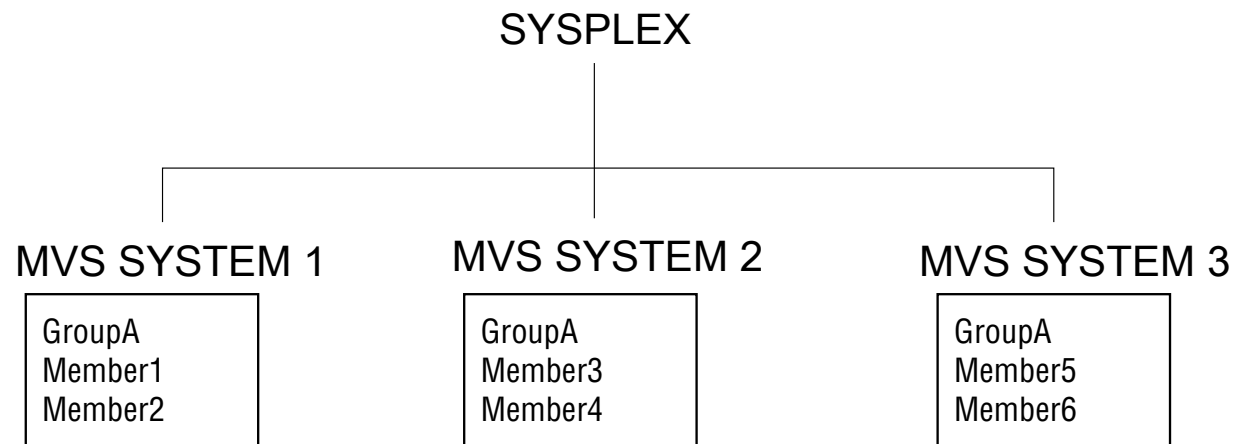 SYSPLEX
MVS SYSTEM 1
GroupA
Member1
Member2
MVS SYSTEM 2
GroupA
Member3
Member4
MVS SYSTEM 3
GroupA
Member5
Member6